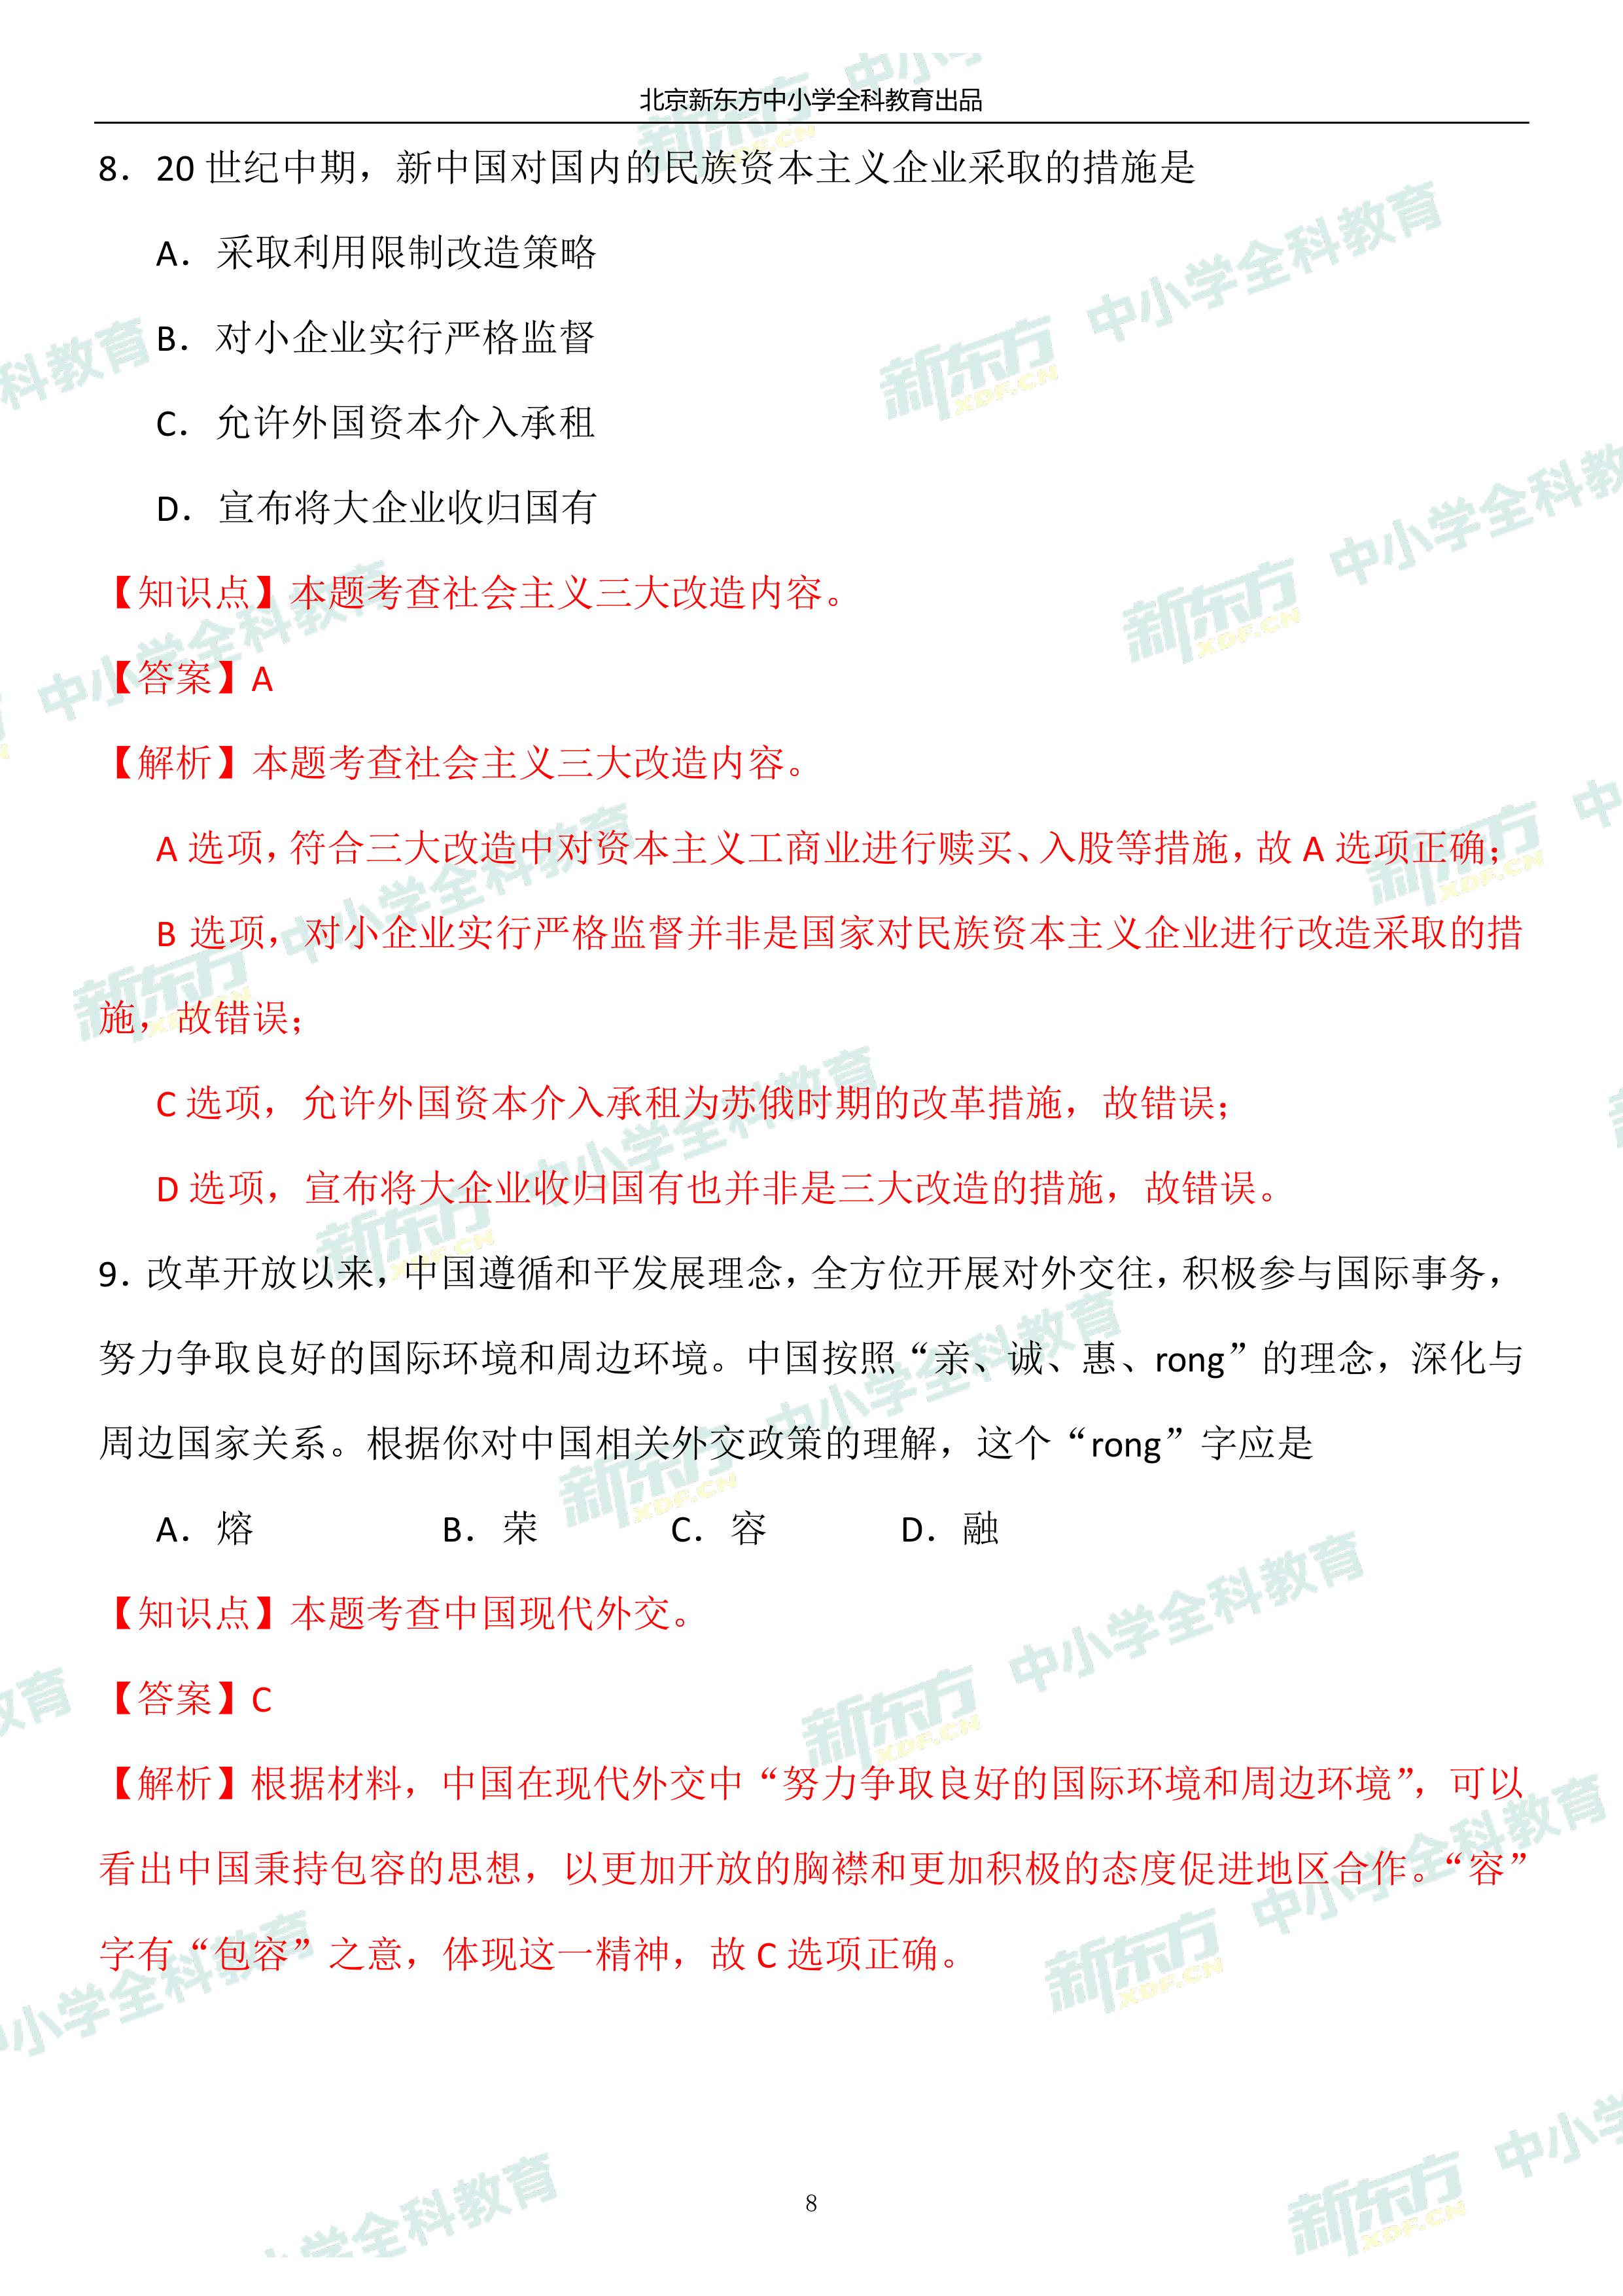 北京新东方中小学全科教育出品
8．20 世纪中期，新中国对国内的民族资本主义企业采取的措施是
A．采取利用限制改造策略
B．对小企业实行严格监督
C．允许外国资本介入承租
D．宣布将大企业收归国有
【知识点】本题考查社会主义三大改造内容。
【答案】A
【解析】本题考查社会主义三大改造内容。
A 选项，符合三大改造中对资本主义工商业进行赎买、入股等措施，故 A 选项正确；
B 选项，对小企业实行严格监督并非是国家对民族资本主义企业进行改造采取的措
施，故错误；
C 选项，允许外国资本介入承租为苏俄时期的改革措施，故错误；
D 选项，宣布将大企业收归国有也并非是三大改造的措施，故错误。
9．改革开放以来，中国遵循和平发展理念，全方位开展对外交往，积极参与国际事务，
努力争取良好的国际环境和周边环境。中国按照“亲、诚、惠、rong”的理念，深化与
周边国家关系。根据你对中国相关外交政策的理解，这个“rong”字应是
A．熔 B．荣 C．容 D．融
【知识点】本题考查中国现代外交。
【答案】C
【解析】根据材料，中国在现代外交中“努力争取良好的国际环境和周边环境”，可以
看出中国秉持包容的思想，以更加开放的胸襟和更加积极的态度促进地区合作。“容”
字有“包容”之意，体现这一精神，故 C 选项正确。
8
新东方 XDF.CN 中小学全科教育